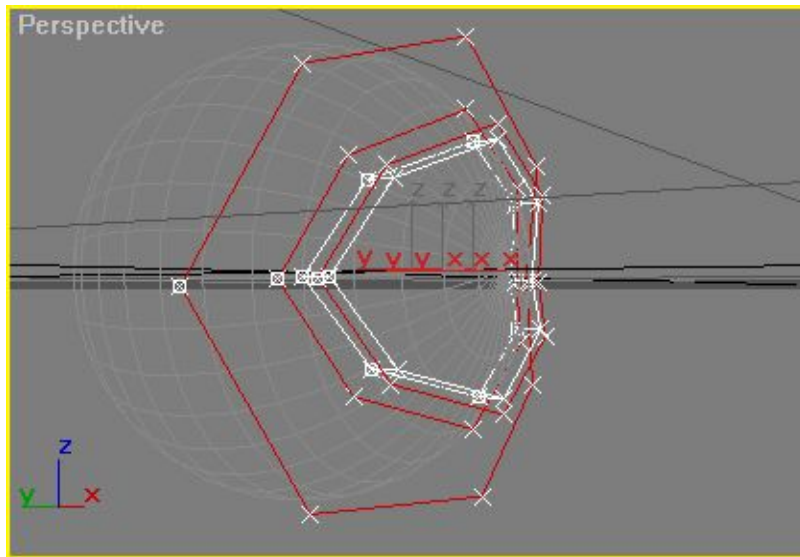 Perspective
z z z
y y y x x x
z
y x